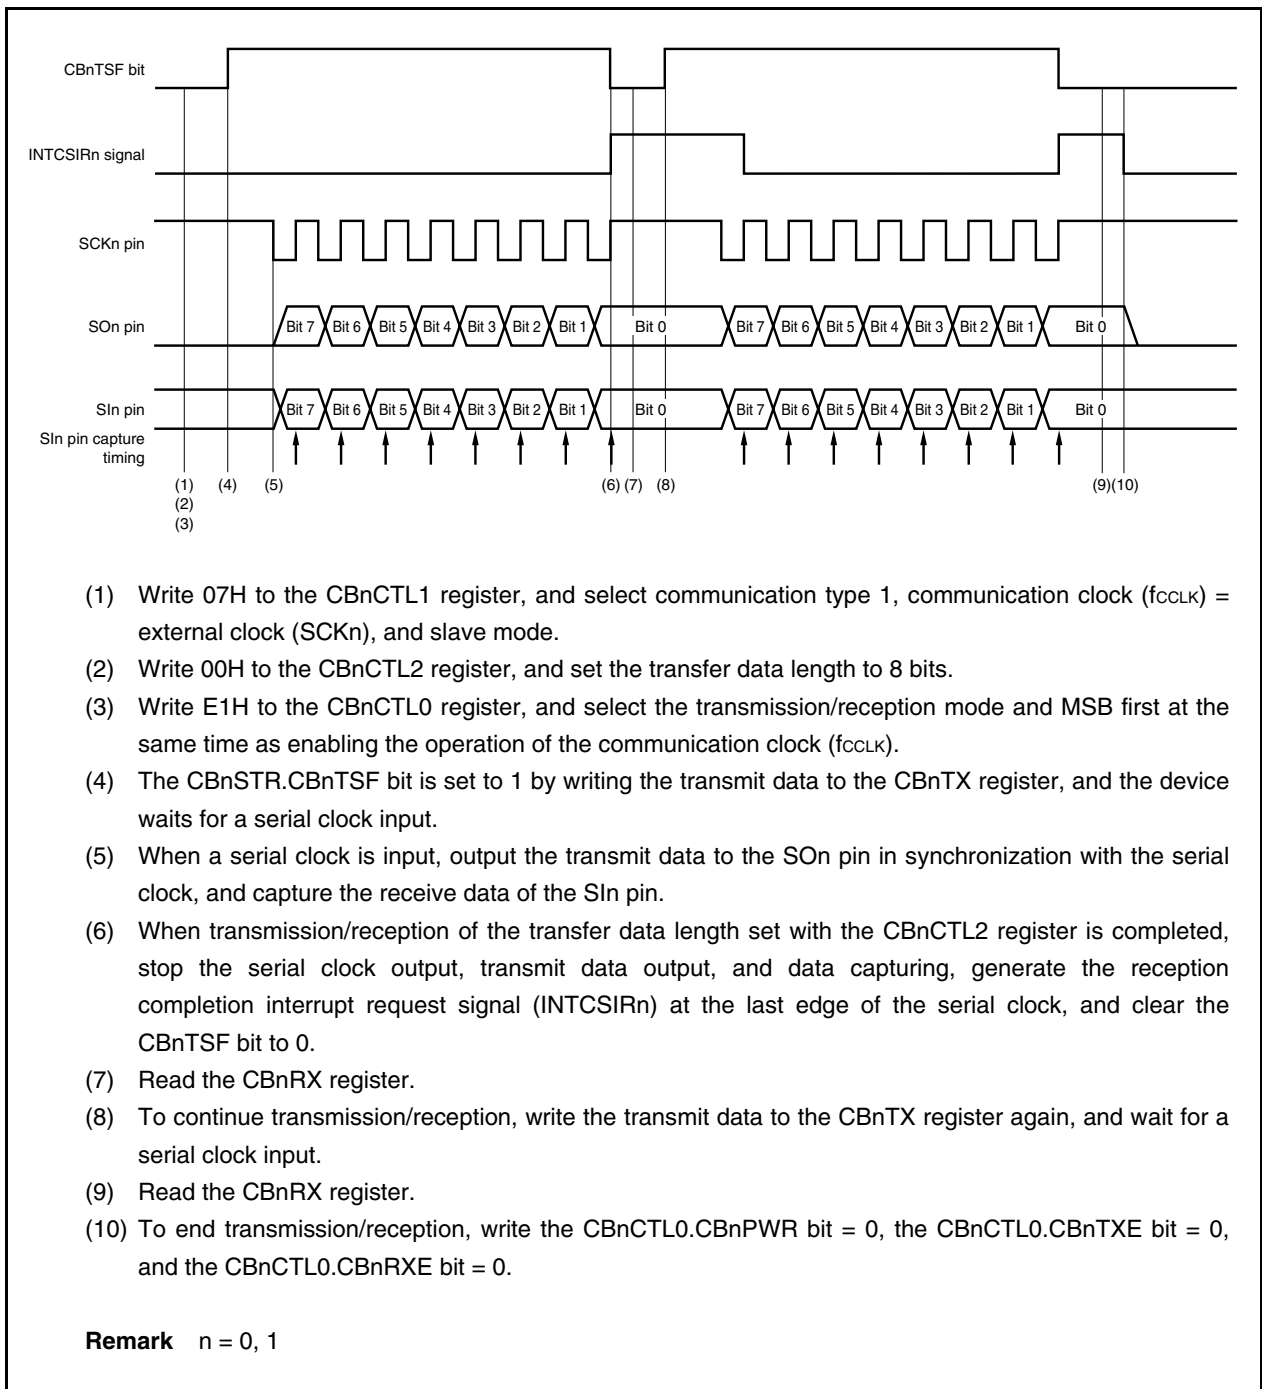 CBnTSF bit
INTCSIRn signal
SCKn pin
SOn pin
Bit 7 Bit 6 Bit 5 Bit 4 Bit 3 Bit 2 Bit 1 Bit 0 Bit 7 Bit 6 Bit 5 Bit 4 Bit 3 Bit 2 Bit 1 Bit 0
SIn pin
Bit 7 Bit 6 Bit 5 Bit 4 Bit 3 Bit 2 Bit 1 Bit 0 Bit 7 Bit 6 Bit 5 Bit 4 Bit 3 Bit 2 Bit 1 Bit 0
SIn pin capture
timing
(1) (4) (5) (6) (7) (8) (9) (10)
(2)
(3)
(1) Write 07H to the CBnCTL1 register, and select communication type 1, communication clock (fCCLK) =
external clock (SCKn), and slave mode.
(2) Write 00H to the CBnCTL2 register, and set the transfer data length to 8 bits.
(3) Write E1H to the CBnCTL0 register, and select the transmission/reception mode and MSB first at the
same time as enabling the operation of the communication clock (fCCLK).
(4) The CBnSTR.CBnTSF bit is set to 1 by writing the transmit data to the CBnTX register, and the device
waits for a serial clock input.
(5) When a serial clock is input, output the transmit data to the SOn pin in synchronization with the serial
clock, and capture the receive data of the SIn pin.
(6) When transmission/reception of the transfer data length set with the CBnCTL2 register is completed,
stop the serial clock output, transmit data output, and data capturing, generate the reception
completion interrupt request signal (INTCSIRn) at the last edge of the serial clock, and clear the
CBnTSF bit to 0.
(7) Read the CBnRX register.
(8) To continue transmission/reception, write the transmit data to the CBnTX register again, and wait for a
serial clock input.
(9) Read the CBnRX register.
(10) To end transmission/reception, write the CBnCTL0.CBnPWR bit = 0, the CBnCTL0.CBnTXE bit = 0,
and the CBnCTL0.CBnRXE bit = 0.
Remark n = 0, 1